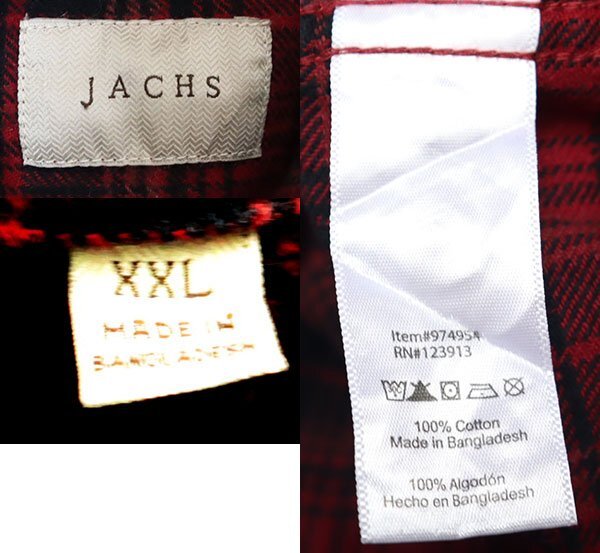 JACHS
XXL
MADE IN
BANGLADESH
Item#974954
RN#123913
100% Cotton
Made in Bangladesh
100% Algodón
Hecho en Bangladesh